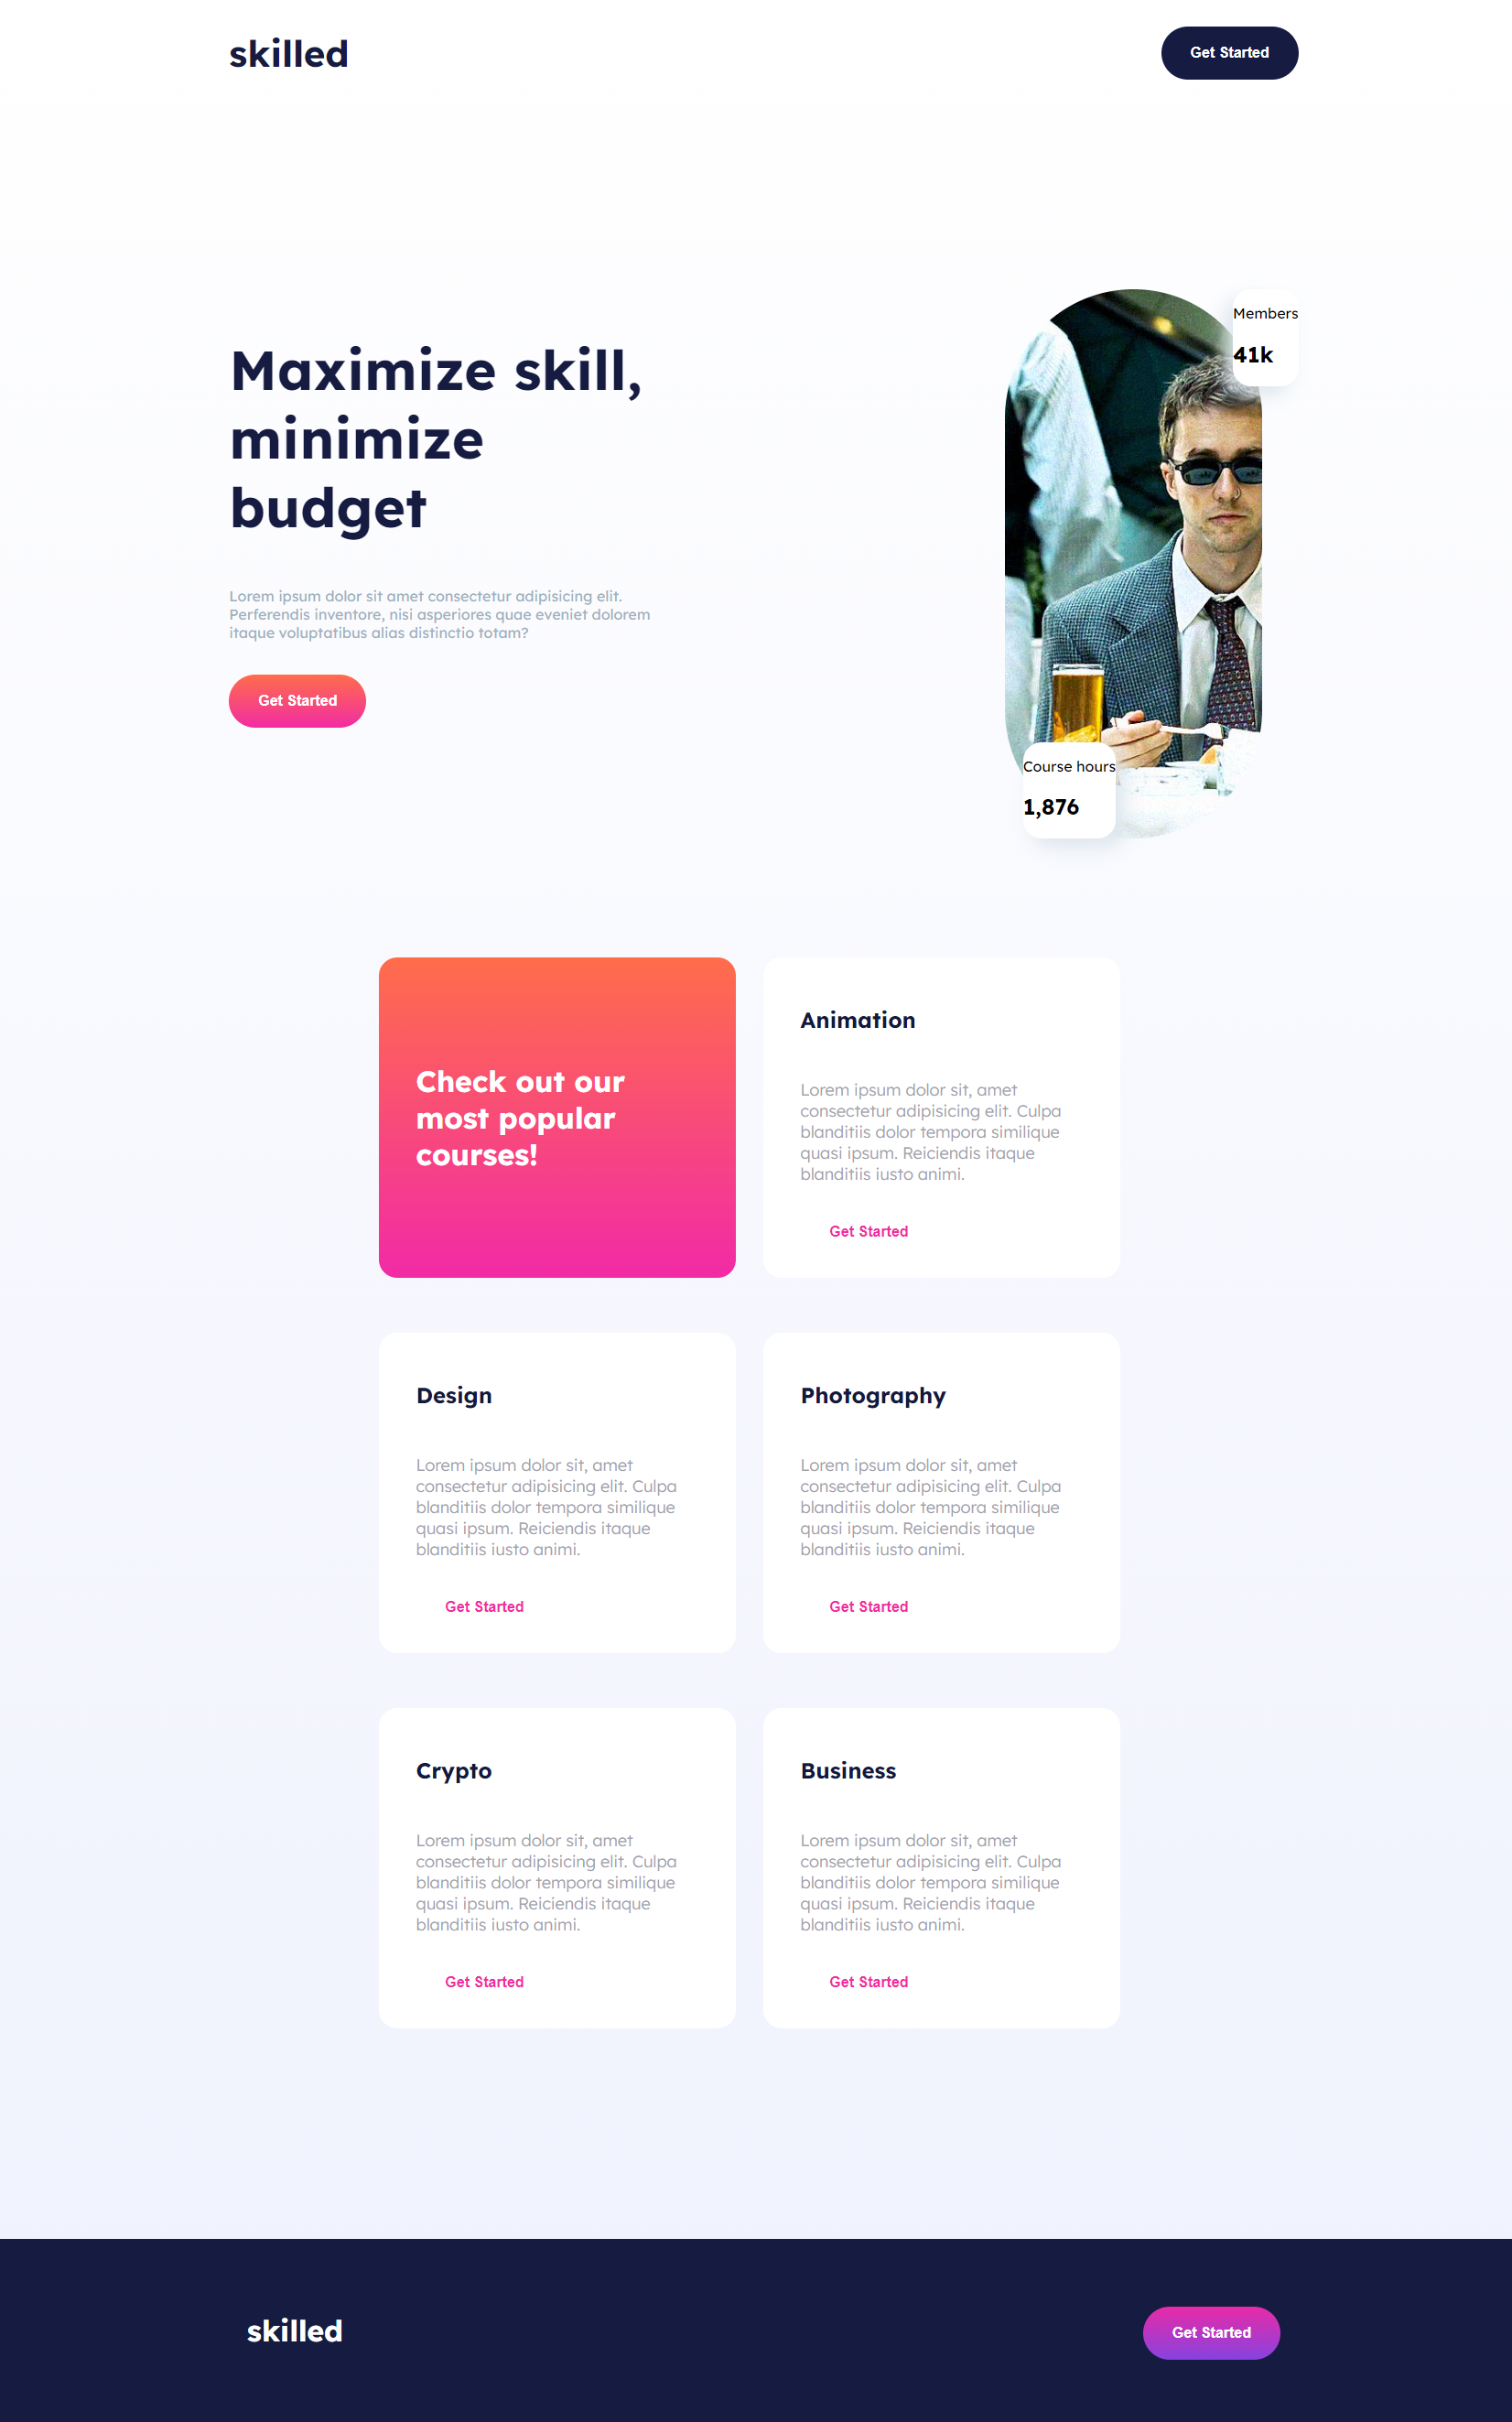 skilled
Get Started
Maximize skill,
minimize
budget
Lorem ipsum dolor sit amet consectetur adipisicing elit.
Perferendis inventore, nisi asperiores quae eveniet dolorem
itaque voluptatibus alias distinctio totam?
Get Started
Members
41k
Course hours
1,876
Check out our
most popular
courses!
Animation
Lorem ipsum dolor sit, amet
consectetur adipisicing elit. Culpa
blanditiis dolor tempora similique
quasi ipsum. Reiciendis itaque
blanditiis iusto animi.
Get Started
Design
Lorem ipsum dolor sit, amet
consectetur adipisicing elit. Culpa
blanditiis dolor tempora similique
quasi ipsum. Reiciendis itaque
blanditiis iusto animi.
Get Started
Photography
Lorem ipsum dolor sit, amet
consectetur adipisicing elit. Culpa
blanditiis dolor tempora similique
quasi ipsum. Reiciendis itaque
blanditiis iusto animi.
Get Started
Crypto
Lorem ipsum dolor sit, amet
consectetur adipisicing elit. Culpa
blanditiis dolor tempora similique
quasi ipsum. Reiciendis itaque
blanditiis iusto animi.
Get Started
Business
Lorem ipsum dolor sit, amet
consectetur adipisicing elit. Culpa
blanditiis dolor tempora similique
quasi ipsum. Reiciendis itaque
blanditiis iusto animi.
Get Started
skilled
Get Started